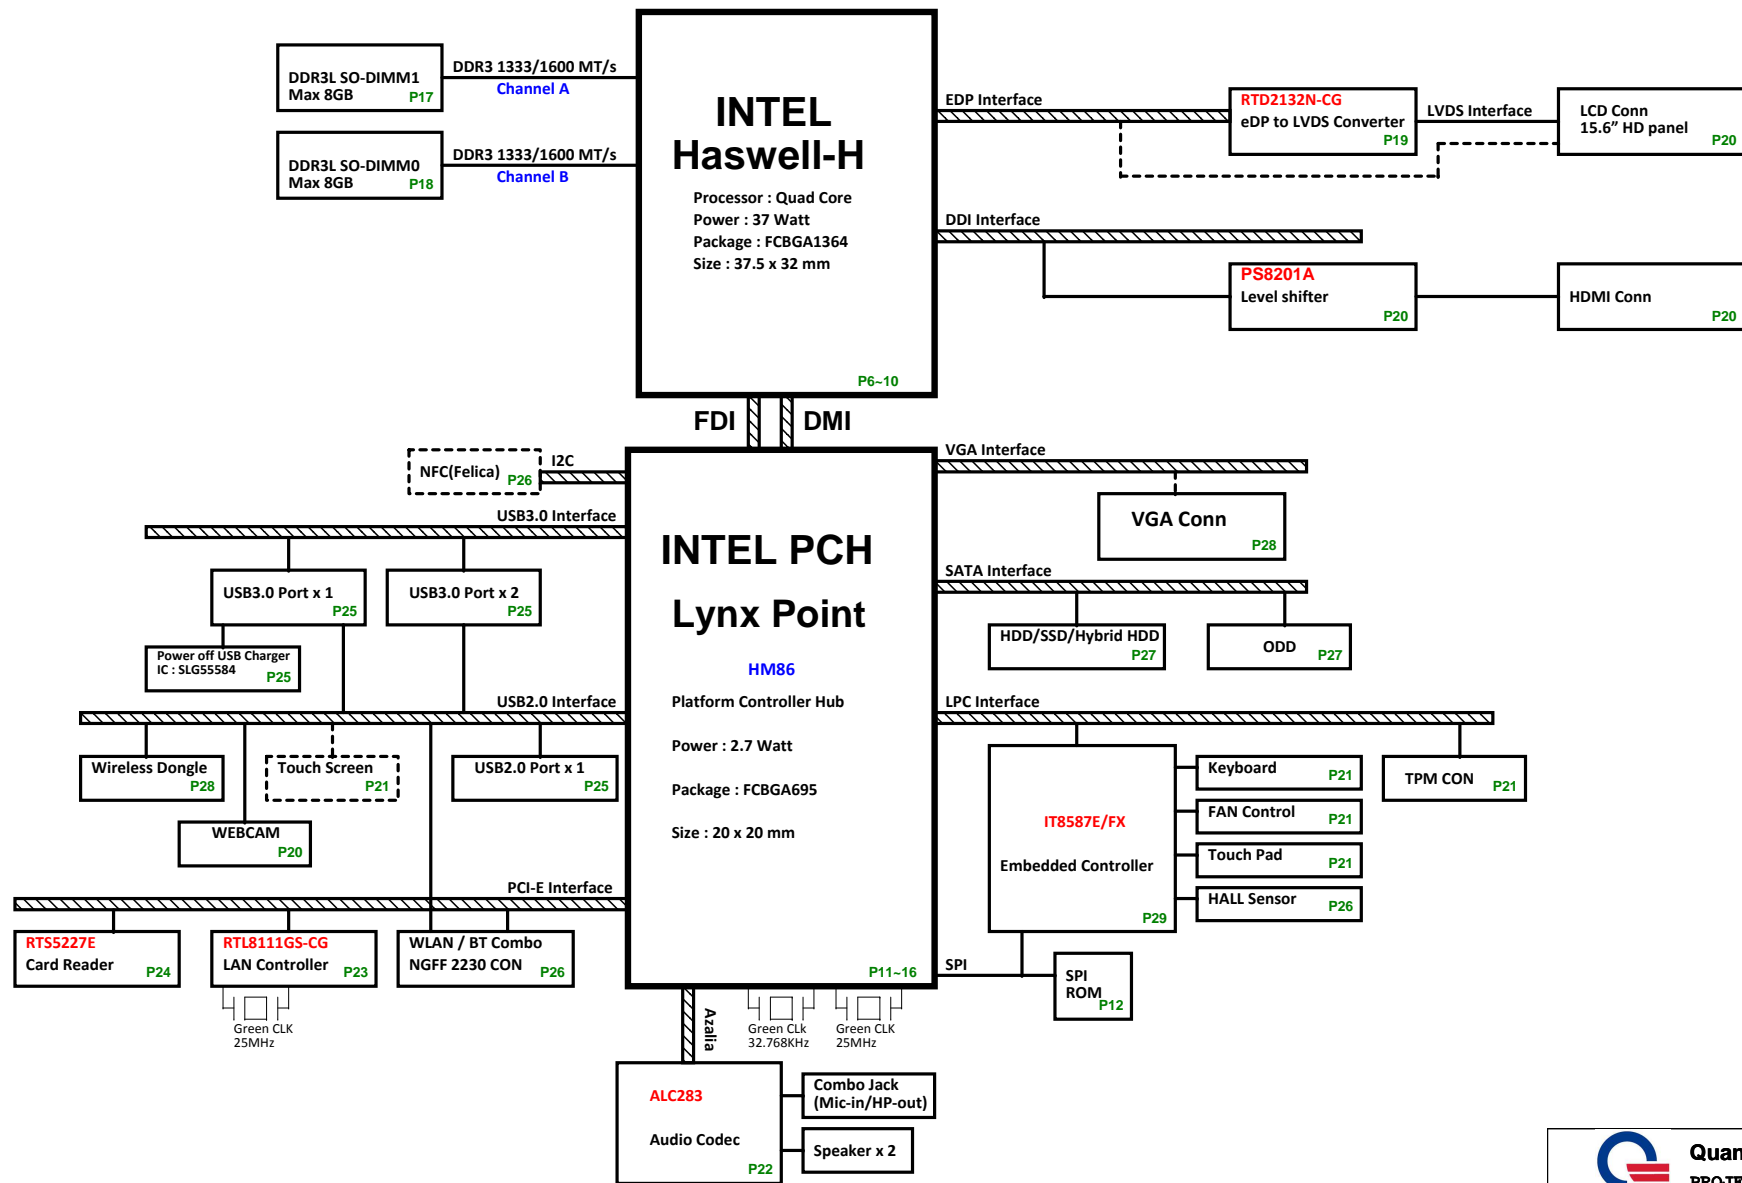 DDR3L SO-DIMM1
Max 8GB
P17
DDR3 1333/1600 MT/s
Channel A
DDR3L SO-DIMM0
Max 8GB
P18
DDR3 1333/1600 MT/s
Channel B
INTEL
Haswell-H
Processor : Quad Core
Power : 37 Watt
Package : FCBGA1364
Size : 37.5 x 32 mm
P6~10
EDP Interface
RTD2132N-CG
eDP to LVDS Converter
P19
LVDS Interface
LCD Conn
15.6” HD panel
P20
DDI Interface
PS8201A
Level shifter
P20
HDMI Conn
P20
FDI
DMI
NFC(Felica)
P26
I2C
USB3.0 Interface
USB3.0 Port x 1
P25
USB3.0 Port x 2
P25
Power off USB Charger
IC : SLG55584
P25
USB2.0 Interface
Wireless Dongle
P28
Touch Screen
P21
USB2.0 Port x 1
P25
WEBCAM
P20
PCI-E Interface
RTS5227E
Card Reader
P24
RTL8111GS-CG
LAN Controller
P23
WLAN / BT Combo
NGFF 2230 CON
P26
Green CLK
25MHz
INTEL PCH
Lynx Point
HM86
Platform Controller Hub
Power : 2.7 Watt
Package : FCBGA695
Size : 20 x 20 mm
P11~16
VGA Interface
VGA Conn
P28
SATA Interface
HDD/SSD/Hybrid HDD
P27
ODD
P27
LPC Interface
IT8587E/FX
Embedded Controller
P29
Keyboard
P21
FAN Control
P21
Touch Pad
P21
HALL Sensor
P26
TPM CON
P21
SPI
SPI
ROM
P12
Azalia
Green CLk
32.768KHz
Green CLK
25MHz
ALC283
Audio Codec
P22
Combo Jack
(Mic-in/HP-out)
Speaker x 2